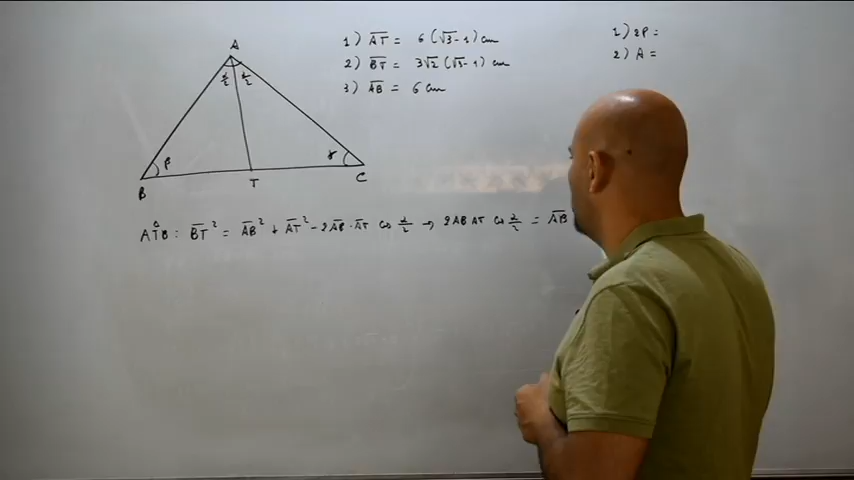 A
α/2 α/2
β γ
B T C
1) AT = 6(√3-1) cm
2) BT = 3√2(√3-1) cm
3) AB = 6 cm
1) 2P =
2) A =
ATB : BT² = AB² + AT² - 2AB·AT cos α/2 → 2AB AT cos α/2 = AB